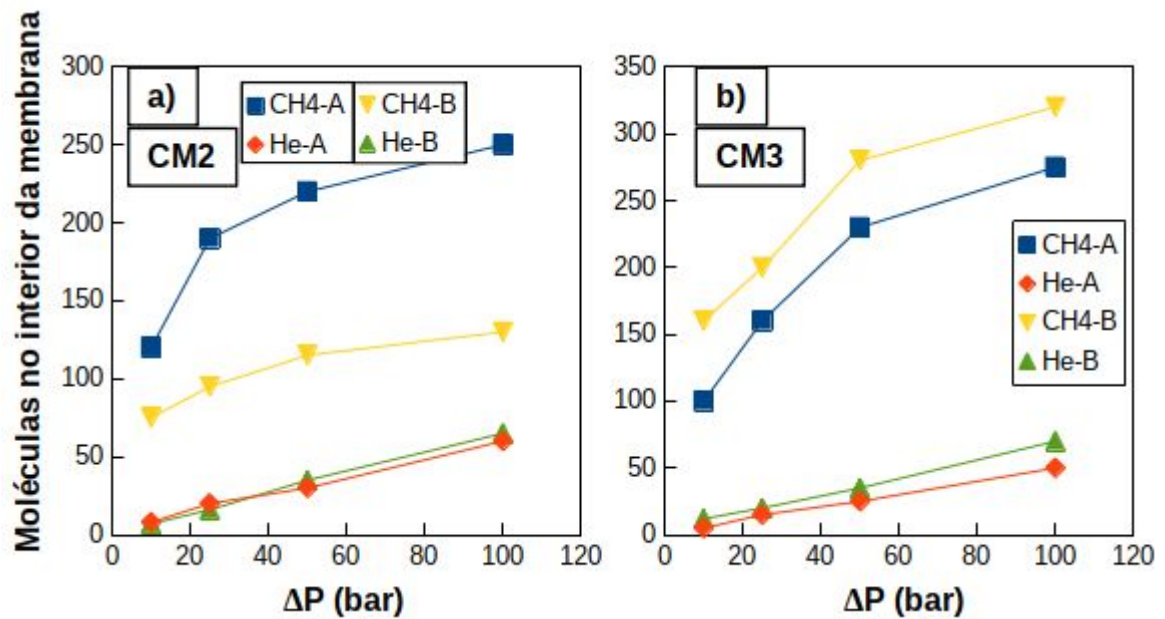 Moléculas no interior da membrana
a)
CM2
CH4-A CH4-B
He-A He-B
300
250
200
150
100
50
0
0 20 40 60 80 100 120
ΔP (bar)
b)
CM3
CH4-A
He-A
CH4-B
He-B
350
300
250
200
150
100
50
0
0 20 40 60 80 100 120
ΔP (bar)